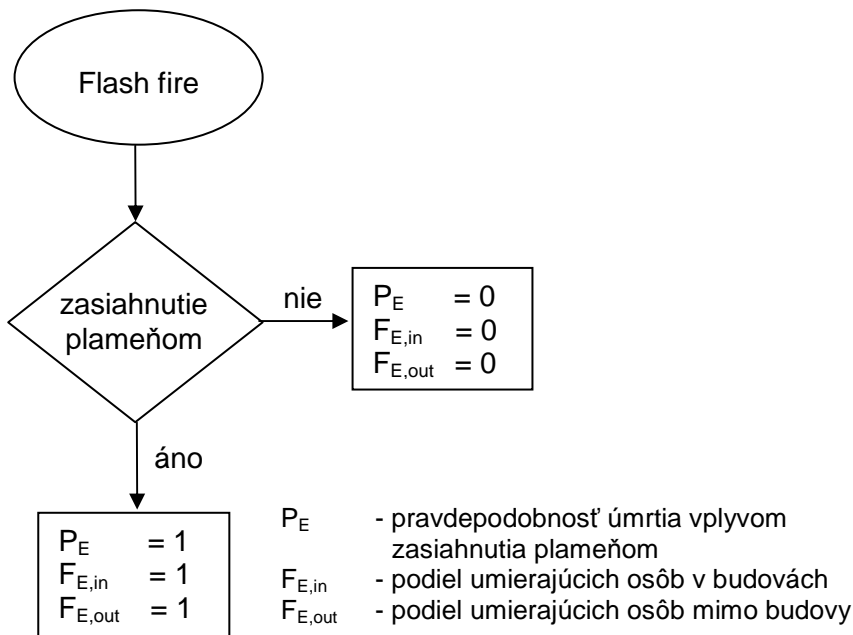 Flash fire
zasiahnutie
plameňom
nie
P_E = 0
F_E,in = 0
F_E,out = 0
áno
P_E = 1
F_E,in = 1
F_E,out = 1
P_E - pravdepodobnosť úmrtia vplyvom
zasiahnutia plameňom
F_E,in - podiel umierajúcich osôb v budovách
F_E,out - podiel umierajúcich osôb mimo budovy